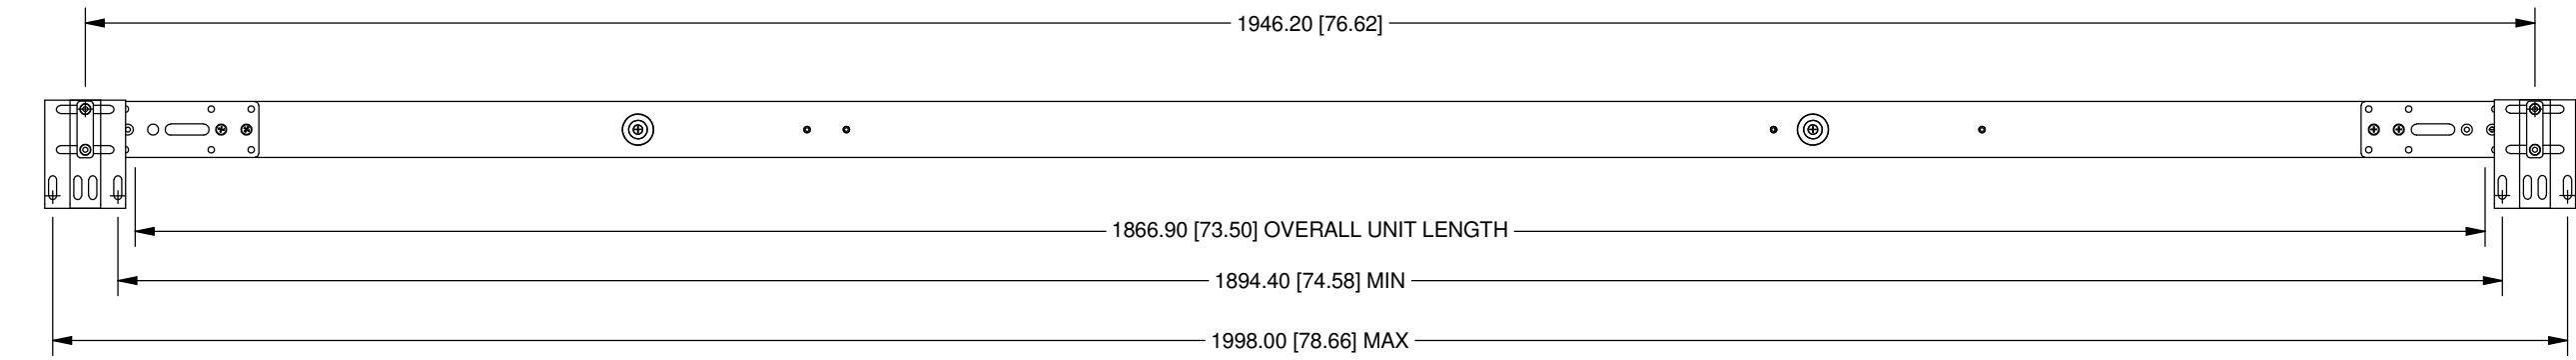 1946.20 [76.62]
1866.90 [73.50] OVERALL UNIT LENGTH
1894.40 [74.58] MIN
1998.00 [78.66] MAX